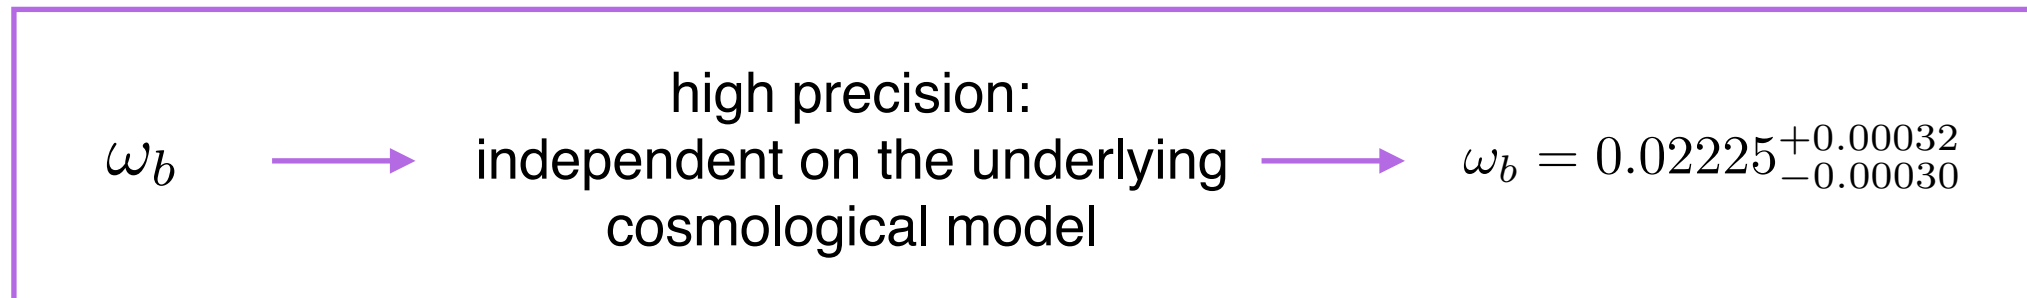 high precision:
ω_b → independent on the underlying → ω_b = 0.02225^{+0.00032}_{-0.00030}
cosmological model